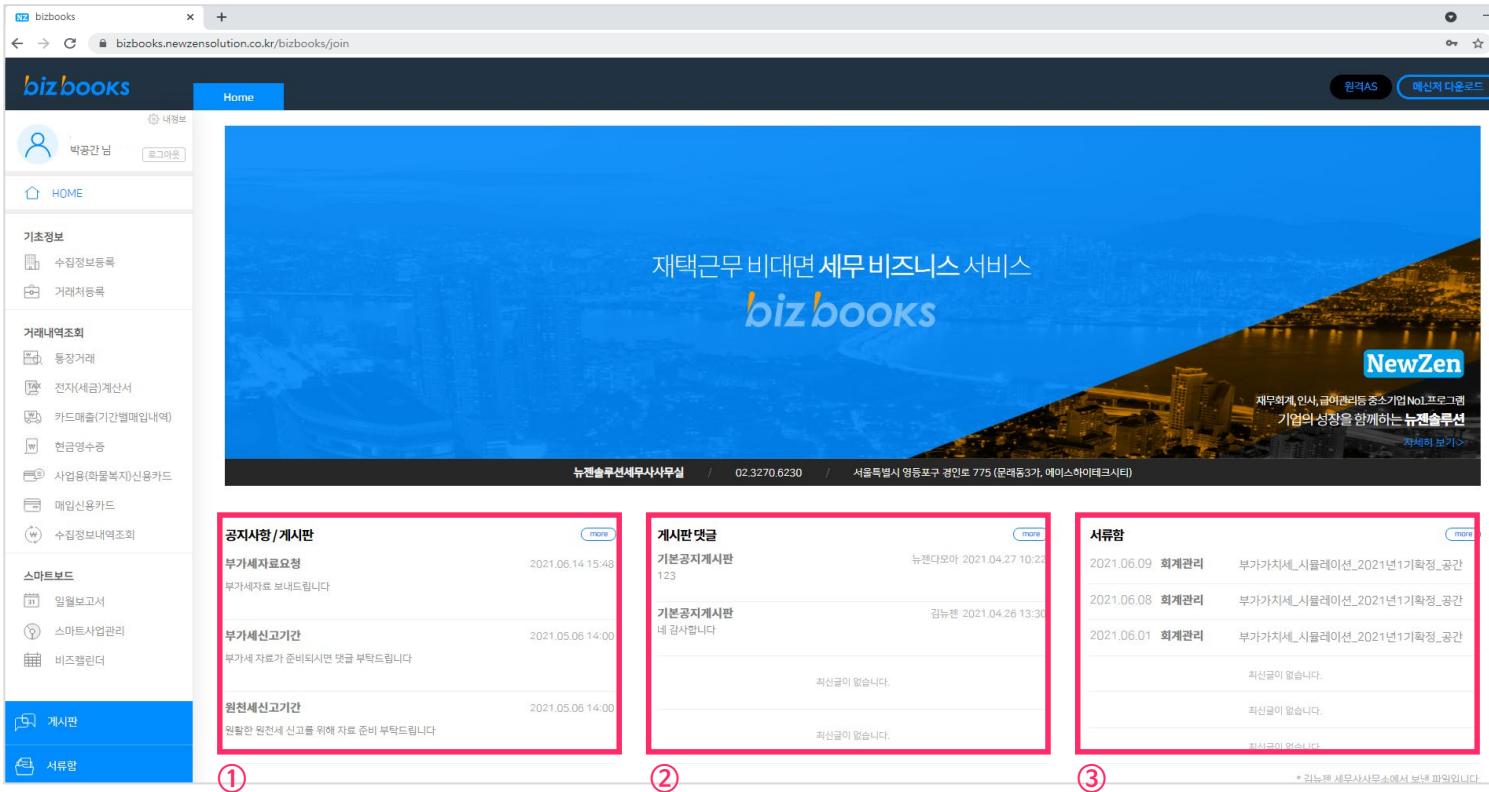 NZ bizbooks
bizbooks.newzensolution.co.kr/bizbooks/join
bizbooks
Home
원격AS
메신저 다운로드
내정보
박공간 님
로그아웃
HOME
기초정보
수집정보등록
거래처등록
거래내역조회
통장거래
전자(세금)계산서
카드매출(기간별매입내역)
현금영수증
사업용(화물복지)신용카드
매입신용카드
수집정보내역조회
스마트보드
일월보고서
스마트사업관리
비즈캘린더
게시판
서류함
재택근무 비대면 세무 비즈니스 서비스
bizbooks
NewZen
재무회계, 인사, 급여관리등 중소기업 No1.프로그램
기업의 성장을 함께하는 뉴젠솔루션
자세히 보기 >
뉴젠솔루션세무사사무실 / 02.3270.6230 / 서울특별시 영등포구 경인로 775 (문래동3가, 에이스하이테크시티)
공지사항 / 게시판 more
부가세자료요청 2021.06.14 15:48
부가세자료 보내드립니다
부가세신고기간 2021.05.06 14:00
부가세 자료가 준비되시면 댓글 부탁드립니다
원천세신고기간 2021.05.06 14:00
원활한 원천세 신고를 위해 자료 준비 부탁드립니다
①
게시판 댓글 more
기본공지게시판 뉴젠다모아 2021.04.27 10:22
123
기본공지게시판 김뉴젠 2021.04.26 13:30
네 감사합니다
최신글이 없습니다.
최신글이 없습니다.
②
서류함 more
2021.06.09 회계관리 부가가치세_시뮬레이션_2021년1기확정_공간
2021.06.08 회계관리 부가가치세_시뮬레이션_2021년1기확정_공간
2021.06.01 회계관리 부가가치세_시뮬레이션_2021년1기확정_공간
최신글이 없습니다.
최신글이 없습니다.
최신글이 없습니다.
③
* 김뉴젠 세무사사무소에서 보낸 파일입니다